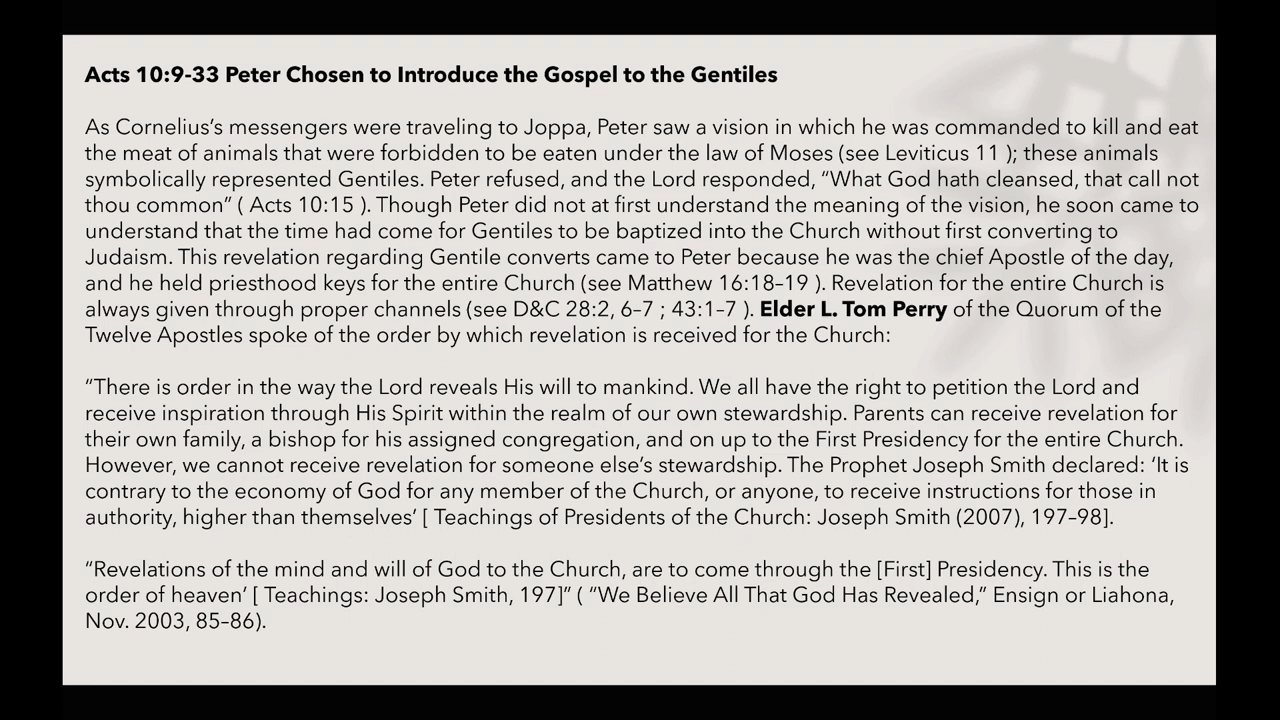 Acts 10:9-33 Peter Chosen to Introduce the Gospel to the Gentiles
As Cornelius’s messengers were traveling to Joppa, Peter saw a vision in which he was commanded to kill and eat
the meat of animals that were forbidden to be eaten under the law of Moses (see Leviticus 11 ); these animals
symbolically represented Gentiles. Peter refused, and the Lord responded, “What God hath cleansed, that call not
thou common” ( Acts 10:15 ). Though Peter did not at first understand the meaning of the vision, he soon came to
understand that the time had come for Gentiles to be baptized into the Church without first converting to
Judaism. This revelation regarding Gentile converts came to Peter because he was the chief Apostle of the day,
and he held priesthood keys for the entire Church (see Matthew 16:18–19 ). Revelation for the entire Church is
always given through proper channels (see D&C 28:2, 6–7 ; 43:1–7 ). Elder L. Tom Perry of the Quorum of the
Twelve Apostles spoke of the order by which revelation is received for the Church:
“There is order in the way the Lord reveals His will to mankind. We all have the right to petition the Lord and
receive inspiration through His Spirit within the realm of our own stewardship. Parents can receive revelation for
their own family, a bishop for his assigned congregation, and on up to the First Presidency for the entire Church.
However, we cannot receive revelation for someone else’s stewardship. The Prophet Joseph Smith declared: ‘It is
contrary to the economy of God for any member of the Church, or anyone, to receive instructions for those in
authority, higher than themselves’ [ Teachings of Presidents of the Church: Joseph Smith (2007), 197–98].
“Revelations of the mind and will of God to the Church, are to come through the [First] Presidency. This is the
order of heaven’ [ Teachings: Joseph Smith, 197]” ( “We Believe All That God Has Revealed,” Ensign or Liahona,
Nov. 2003, 85–86).